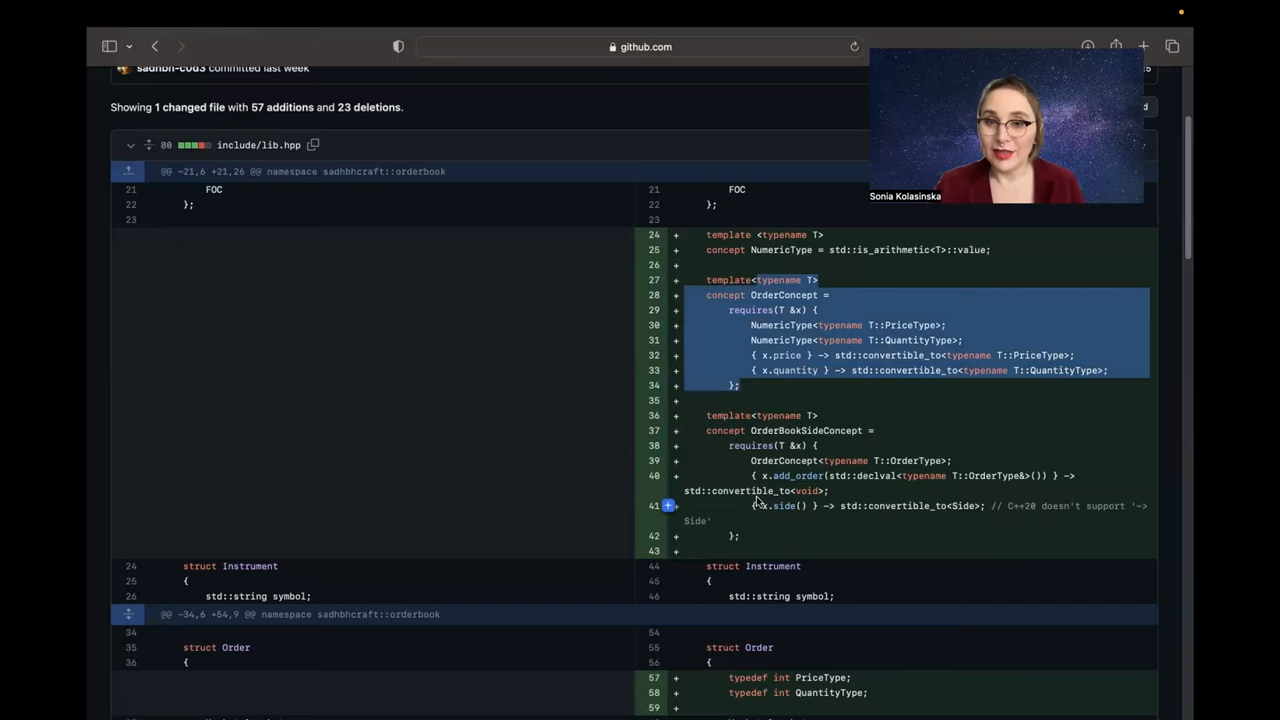 github.com
sadhbh-c0d3 committed last week
Showing 1 changed file with 57 additions and 23 deletions.
80 include/lib.hpp
@@ -21,6 +21,26 @@ namespace sadhbhcraft::orderbook
21 FOC 21 FOC
22 }; 22 };
23 23
24 + template <typename T>
25 + concept NumericType = std::is_arithmetic<T>::value;
26 +
27 + template<typename T>
28 + concept OrderConcept =
29 + requires(T &x) {
30 + NumericType<typename T::PriceType>;
31 + NumericType<typename T::QuantityType>;
32 + { x.price } -> std::convertible_to<typename T::PriceType>;
33 + { x.quantity } -> std::convertible_to<typename T::QuantityType>;
34 + };
35 +
36 + template<typename T>
37 + concept OrderBookSideConcept =
38 + requires(T &x) {
39 + OrderConcept<typename T::OrderType>;
40 + { x.add_order(std::declval<typename T::OrderType&>()) } ->
std::convertible_to<void>;
41 + { x.side() } -> std::convertible_to<Side>; // C++20 doesn't support '->
Side'
42 + };
43 +
24 struct Instrument 44 struct Instrument
25 { 45 {
26 std::string symbol; 46 std::string symbol;
@@ -34,6 +54,9 @@ namespace sadhbhcraft::orderbook
34 54
35 struct Order 55 struct Order
36 { 56 {
57 + typedef int PriceType;
58 + typedef int QuantityType;
59 +
Sonia Kolasinska